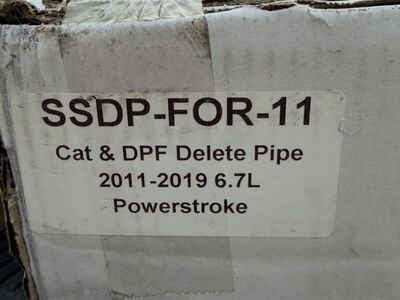 SSDP-FOR-11
Cat & DPF Delete Pipe
2011-2019 6.7L
Powerstroke